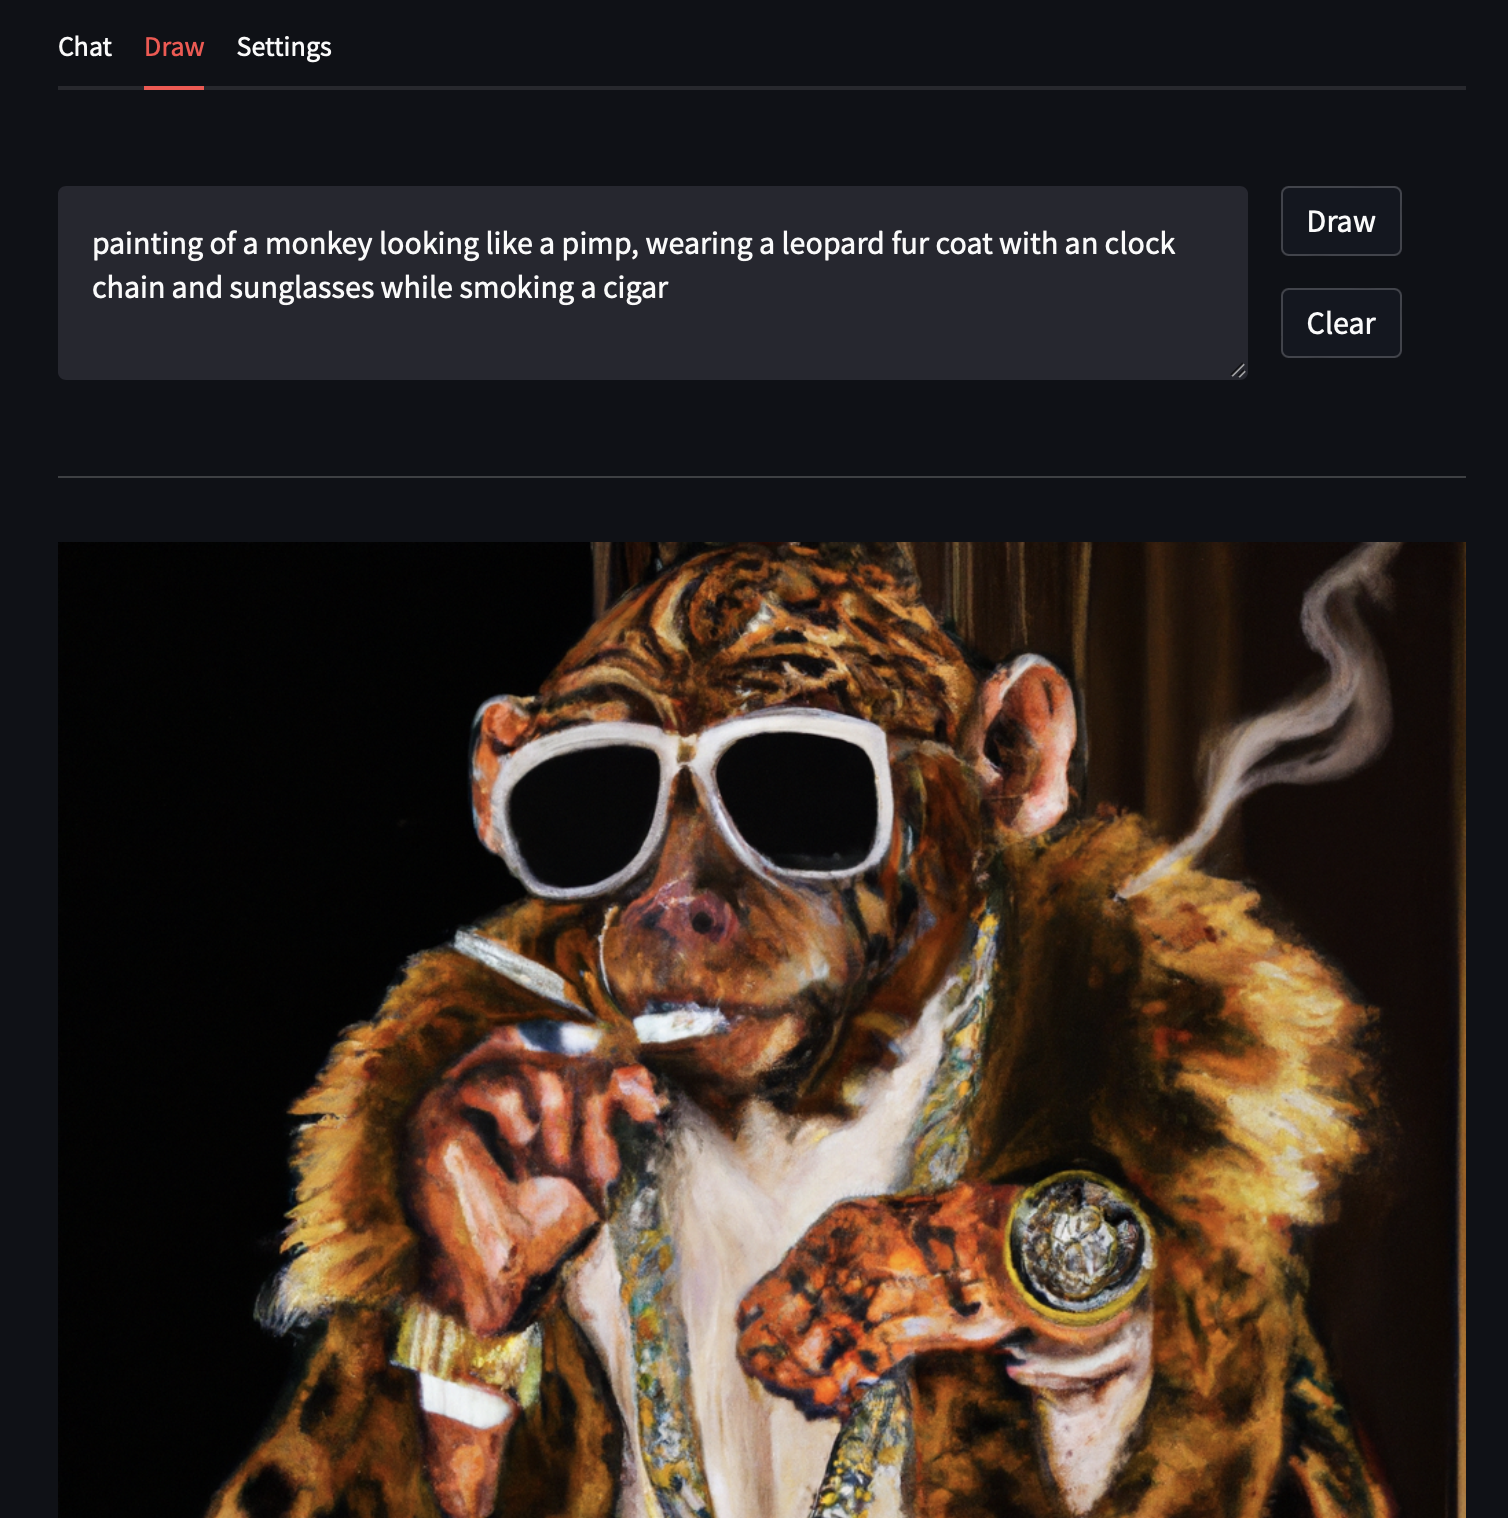 Chat Draw Settings
painting of a monkey looking like a pimp, wearing a leopard fur coat with an clock
chain and sunglasses while smoking a cigar
Draw
Clear